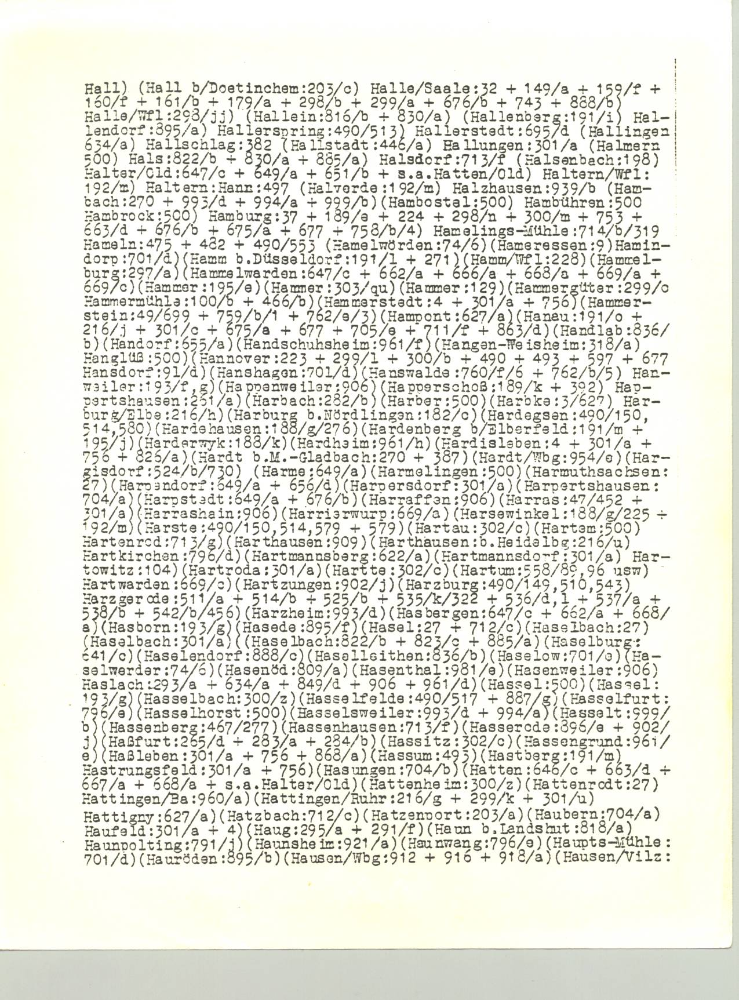 Hall) (Hall b/Doetinchem:203/c) Halle/Saale:32 + 149/a + 159/f +
160/f + 161/b + 179/a + 298/b + 299/a + 676/b + 743 + 888/b)
Halle/Wfl:298/jj) (Hallein:816/b + 830/a) (Hallenberg:191/i) Hal-
lendorf:895/a) Hallerspring:490/513) Hallerstedt:695/d (Hallingen
634/a) Hallschlag:382 (Hallstadt:446/a) Hallungen:301/a (Halmern
500) Hals:822/b + 830/a + 885/a) Halsdorf:713/f (Halsenbach:198)
Halter/Old:647/c + 649/a + 651/b + s.a.Hatten/Old) Haltern/Wfl:
192/m) Haltern:Hann:497 (Halverde:192/m) Halzhausen:939/b (Ham-
bach:270 + 993/d + 994/a + 999/b)(Hambostel:500) Hambühren:500
Hambrock:500) Hamburg:37 + 189/e + 224 + 298/n + 300/m + 753 +
663/d + 676/b + 675/a + 677 + 758/b/4) Hamelings-Mühle:714/b/319
Hameln:475 + 482 + 490/553 (Hamelwörden:74/6)(Hameressen:9)Hamin-
dorp:701/d)(Hamm b.Düsseldorf:191/l + 271)(Hamm/Wfl:228)(Hammel-
burg:297/a)(Hammelwarden:647/c + 662/a + 666/a + 668/a + 669/a +
669/c)(Hammer:195/e)(Hammer:303/qu)(Hammer:129)(Hammergüter:299/o
Hammermühle:100/b + 466/b)(Hammerstedt:4 + 301/a + 756)(Hammer-
stein:49/699 + 759/b/1 + 762/e/3)(Hampont:627/a)(Hanau:191/o +
216/j + 301/c + 675/a + 677 + 705/e + 711/f + 863/d)(Handlab:836/
b)(Handorf:655/a)(Handschuhsheim:961/f)(Hangen-Weisheim:318/a)
Hanglüß:500)(Hannover:223 + 299/l + 300/b + 490 + 493 + 597 + 677
Hansdorf:91/d)(Hanshagen:701/d)(Hanswalde:760/f/6 + 762/b/5) Han-
weiler:193/f,g)(Happenweiler:906)(Happerschoß:189/k + 392) Hap-
pertshausen:261/a)(Harbach:282/b)(Harber:500)(Harbke:3/627) Har-
burg/Elbe:216/h)(Harburg b.Nördlingen:182/c)(Hardegsen:490/150,
514,580)(Hardehausen:188/g/276)(Hardenberg b/Elberfeld:191/m +
195/j)(Harderwyk:188/k)(Hardheim:961/h)(Hardisleben:4 + 301/a +
756 + 826/a)(Hardt b.M.-Gladbach:270 + 387)(Hardt/Wbg:954/e)(Har-
gisdorf:524/b/730) (Harme:649/a)(Harmelingen:500)(Harmuthsachsen:
27)(Harpendorf:649/a + 656/d)(Harpersdorf:301/a)(Harpertshausen:
704/a)(Harpstedt:649/a + 676/b)(Harraffen:906)(Harras:47/452 +
301/a)(Harrashain:906)(Harrierwurp:669/a)(Harsewinkel:188/g/225 +
192/m)(Harste:490/150,514,579 + 579)(Hartau:302/c)(Hartem:500)
Hartenrod:713/g)(Harthausen:909)(Harthausen:b.Heidelbg:216/u)
Hartkirchen:796/d)(Hartmannsberg:622/a)(Hartmannsdorf:301/a) Har-
towitz:104)(Hartroda:301/a)(Hartte:302/c)(Hartum:558/89,96 usw)
Hartwarden:669/c)(Hartzungen:902/j)(Harzburg:490/149,510,543)
Harzgerode:511/a + 514/b + 525/b + 535/k/322 + 536/d,l + 537/a +
538/b + 542/b/456)(Harzheim:993/d)(Hasbergen:647/c + 662/a + 668/
a)(Hasborn:193/g)(Hasede:895/f)(Hasel:27 + 712/c)(Haselbach:27)
(Haselbach:301/a)((Haselbach:822/b + 823/c + 885/a)(Haselburg:
641/c)(Haselendorf:888/c)(Haselleithen:836/b)(Haselow:701/e)(Ha-
selwerder:74/6)(Hasenöd:809/a)(Hasenthal:981/e)(Hasenweiler:906)
Haslach:293/a + 634/a + 849/d + 906 + 961/d)(Hassel:500)(Hassel:
193/g)(Hasselbach:300/z)(Hasselfelde:490/517 + 887/g)(Hasselfurt:
796/e)(Hasselhorst:500)(Hasselsweiler:993/d + 994/a)(Hasselt:999/
b)(Hassenberg:467/277)(Hassenhausen:713/f)(Hasserode:896/e + 902/
j)(Haßfurt:265/d + 283/a + 284/b)(Hassitz:302/c)(Hassengrund:961/
e)(Haßleben:301/a + 756 + 868/a)(Hassum:493)(Hastberg:191/m)
Hastrungsfeld:301/a + 756)(Hasungen:704/b)(Hatten:646/c + 663/d +
667/a + 668/a + s.a.Halter/Old)(Hattenheim:300/z)(Hattenrodt:27)
Hattingen/Ba:960/a)(Hattingen/Ruhr:216/g + 299/k + 301/u)
Hattigny:627/a)(Hatzbach:712/c)(Hatzenport:203/a)(Haubern:704/a)
Haufeld:301/a + 4)(Haug:295/a + 291/f)(Haun b.Landshut:818/a)
Haunpolting:791/j)(Haunsheim:921/a)(Haunwang:796/e)(Haupts-Mühle:
701/d)(Hauröden:895/b)(Hausen/Wbg:912 + 916 + 918/a)(Hausen/Vilz: